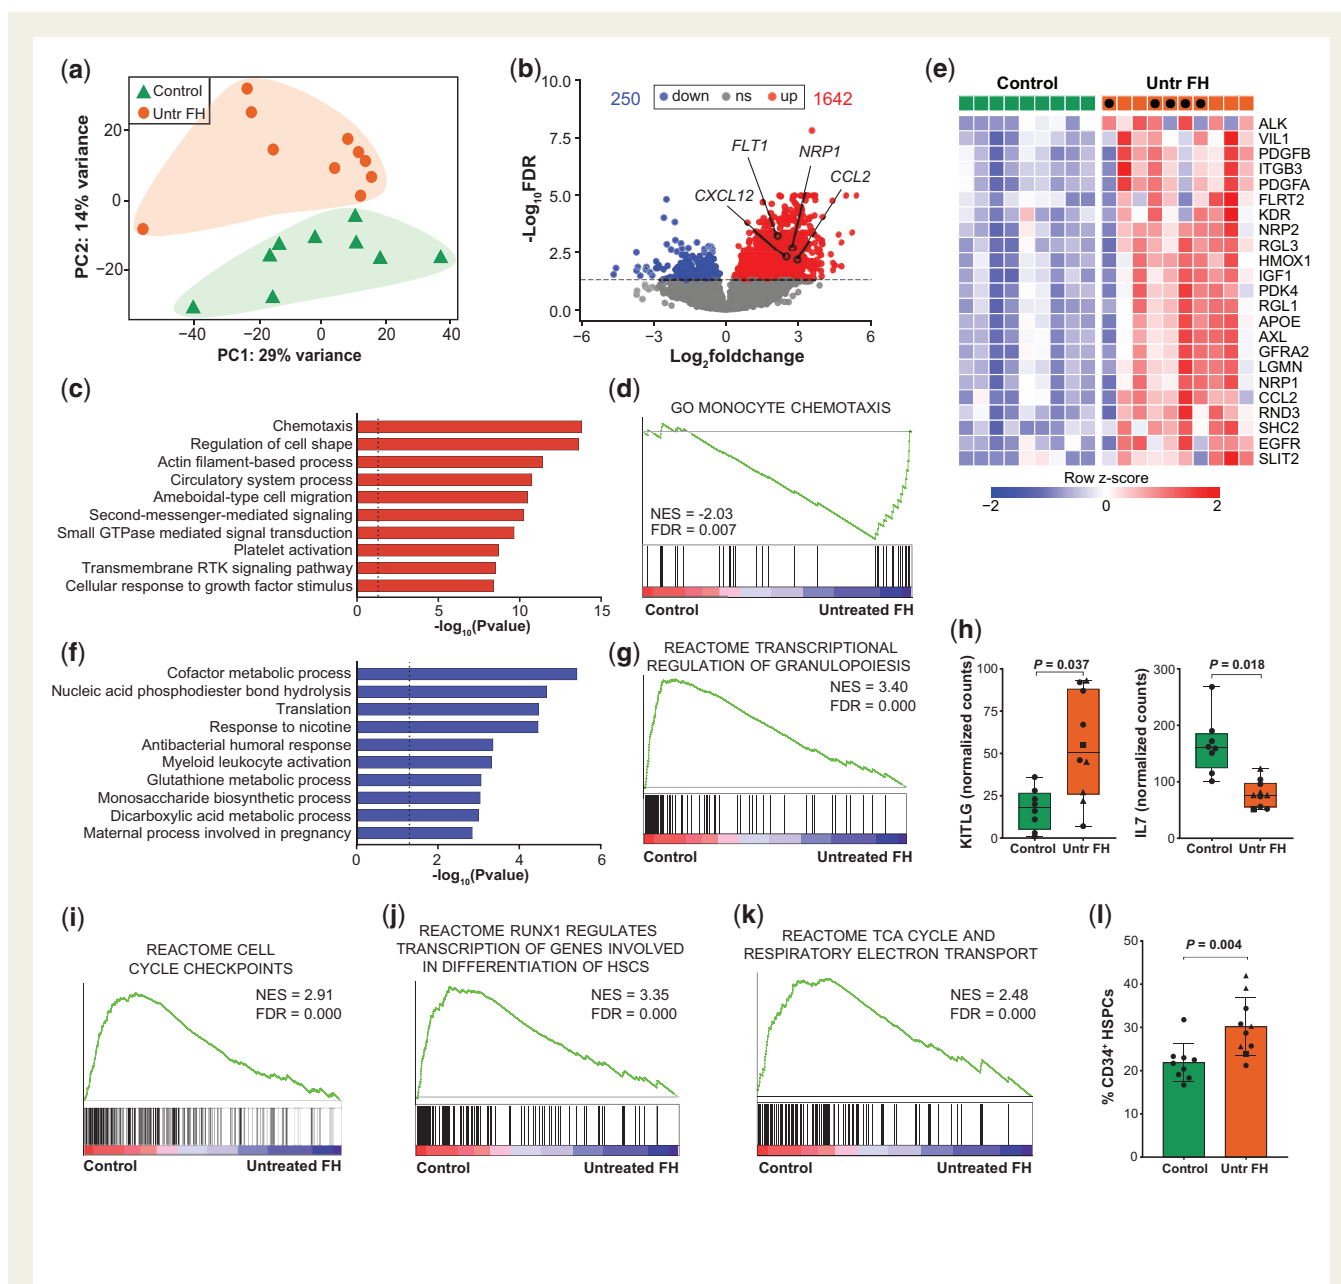 (a)
Control
Untr FH
PC2: 14% variance
20
0
−20
−40
−20
0
20
40
PC1: 29% variance
(b)
250
down
ns
up
1642
-Log10FDR
10.0
7.5
5.0
2.5
0.0
FLT1
NRP1
CCL2
CXCL12
−6
−3
0
3
6
Log2foldchange
(e)
Control
Untr FH
ALK
VIL1
PDGFB
ITGB3
PDGFA
FLRT2
KDR
NRP2
RGL3
HMOX1
IGF1
PDK4
RGL1
APOE
AXL
GFRA2
LGMN
NRP1
CCL2
RND3
SHC2
EGFR
SLIT2
Row z-score
−2
0
2
(c)
Chemotaxis
Regulation of cell shape
Actin filament-based process
Circulatory system process
Ameboidal-type cell migration
Second-messenger-mediated signaling
Small GTPase mediated signal transduction
Platelet activation
Transmembrane RTK signaling pathway
Cellular response to growth factor stimulus
0
5
10
15
-log10(Pvalue)
(d)
GO MONOCYTE CHEMOTAXIS
NES = -2.03
FDR = 0.007
Control
Untreated FH
(f)
Cofactor metabolic process
Nucleic acid phosphodiester bond hydrolysis
Translation
Response to nicotine
Antibacterial humoral response
Myeloid leukocyte activation
Glutathione metabolic process
Monosaccharide biosynthetic process
Dicarboxylic acid metabolic process
Maternal process involved in pregnancy
0
2
4
6
-log10(Pvalue)
(g)
REACTOME TRANSCRIPTIONAL
REGULATION OF GRANULOPOIESIS
NES = 3.40
FDR = 0.000
Control
Untreated FH
(h)
KITLG (normalized counts)
100
75
50
25
0
P = 0.037
Control
Untr FH
IL7 (normalized counts)
300
200
100
0
P = 0.018
Control
Untr FH
(i)
REACTOME CELL
CYCLE CHECKPOINTS
NES = 2.91
FDR = 0.000
Control
Untreated FH
(j)
REACTOME RUNX1 REGULATES
TRANSCRIPTION OF GENES INVOLVED
IN DIFFERENTIATION OF HSCS
NES = 3.35
FDR = 0.000
Control
Untreated FH
(k)
REACTOME TCA CYCLE AND
RESPIRATORY ELECTRON TRANSPORT
NES = 2.48
FDR = 0.000
Control
Untreated FH
(l)
% CD34+ HSPCs
50
40
30
20
10
0
P = 0.004
Control
Untr FH